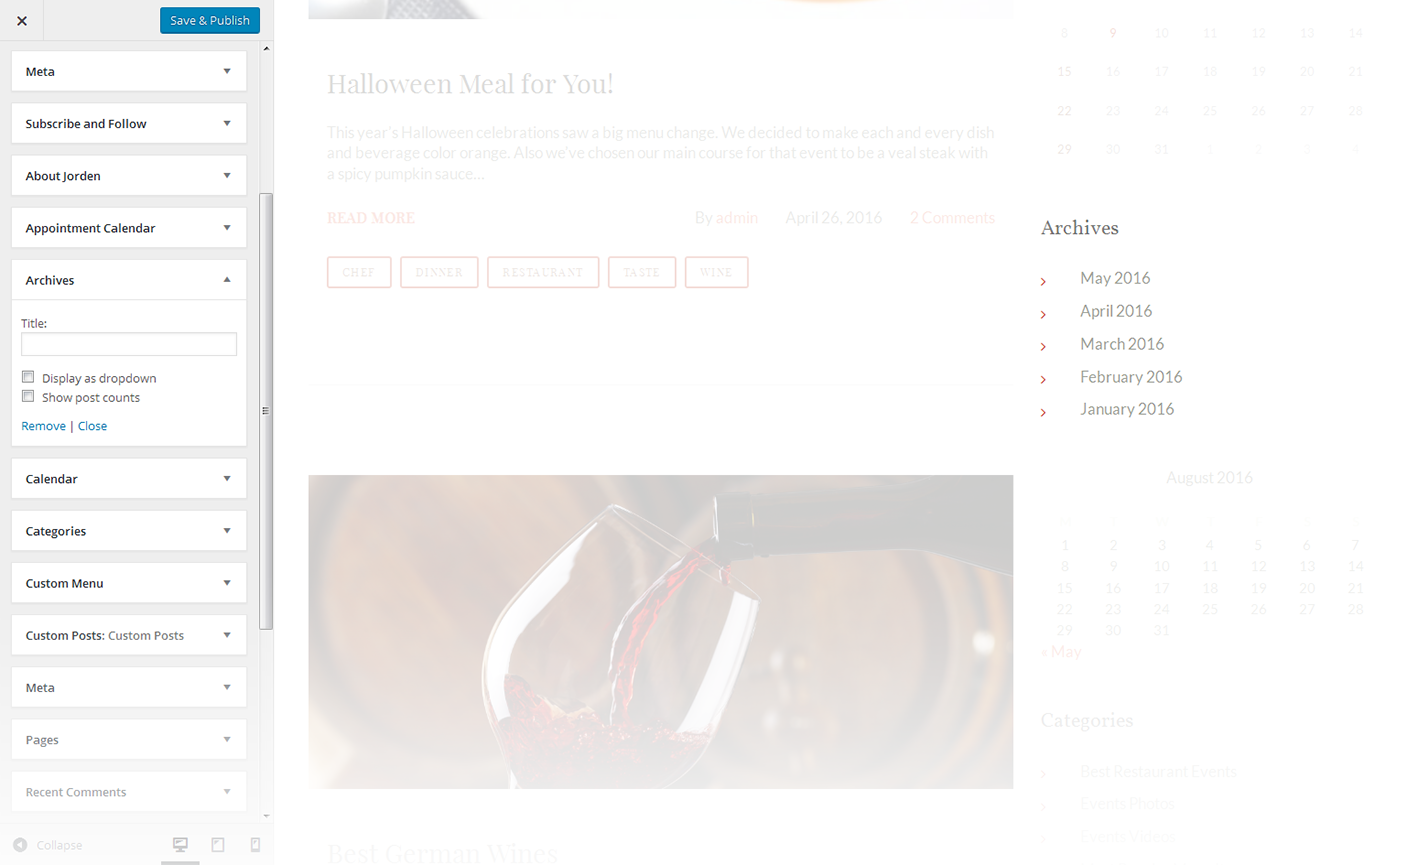 Save & Publish
Meta
Subscribe and Follow
About Jorden
Appointment Calendar
Archives
Title:
Display as dropdown
Show post counts
Remove | Close
Calendar
Categories
Custom Menu
Custom Posts: Custom Posts
Meta
Pages
Recent Comments
Collapse
Halloween Meal for You!
This year's Halloween celebrations saw a big menu change. We decided to make each and every dish
and beverage color orange. Also we've chosen our main course for that event to be a veal steak with
a spicy pumpkin sauce...
READ MORE By admin April 26, 2016 2 Comments
CHEF DINNER RESTAURANT TASTE WINE
Best German Wines
8 9 10 11 12 13 14
15 16 17 18 19 20 21
22 23 24 25 26 27 28
29 30 31 1 2 3 4
Archives
May 2016
April 2016
March 2016
February 2016
January 2016
August 2016
1 2 3 4 5 6 7
8 9 10 11 12 13 14
15 16 17 18 19 20 21
22 23 24 25 26 27 28
29 30 31
« May
Categories
Best Restaurant Events
Events Photos
Events Videos